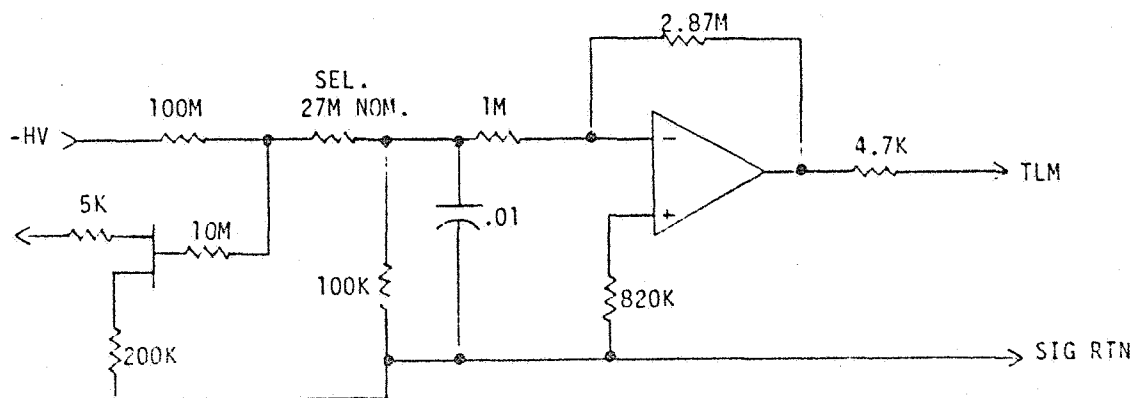 2.87M
SEL.
27M NOM.
100M
1M
-HV
4.7K
TLM
5K
10M
.01
100K
820K
200K
SIG RTN
-
+